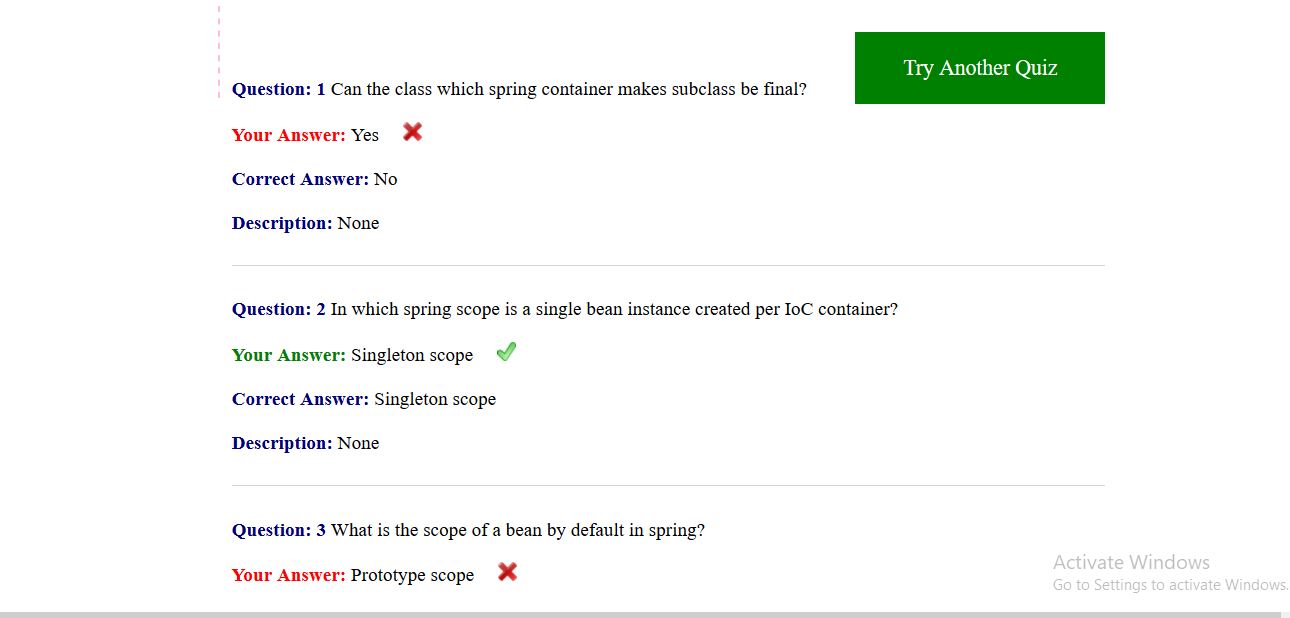 Try Another Quiz
Question: 1 Can the class which spring container makes subclass be final?
Your Answer: Yes
Correct Answer: No
Description: None
Question: 2 In which spring scope is a single bean instance created per IoC container?
Your Answer: Singleton scope
Correct Answer: Singleton scope
Description: None
Question: 3 What is the scope of a bean by default in spring?
Your Answer: Prototype scope
Activate Windows
Go to Settings to activate Windows.